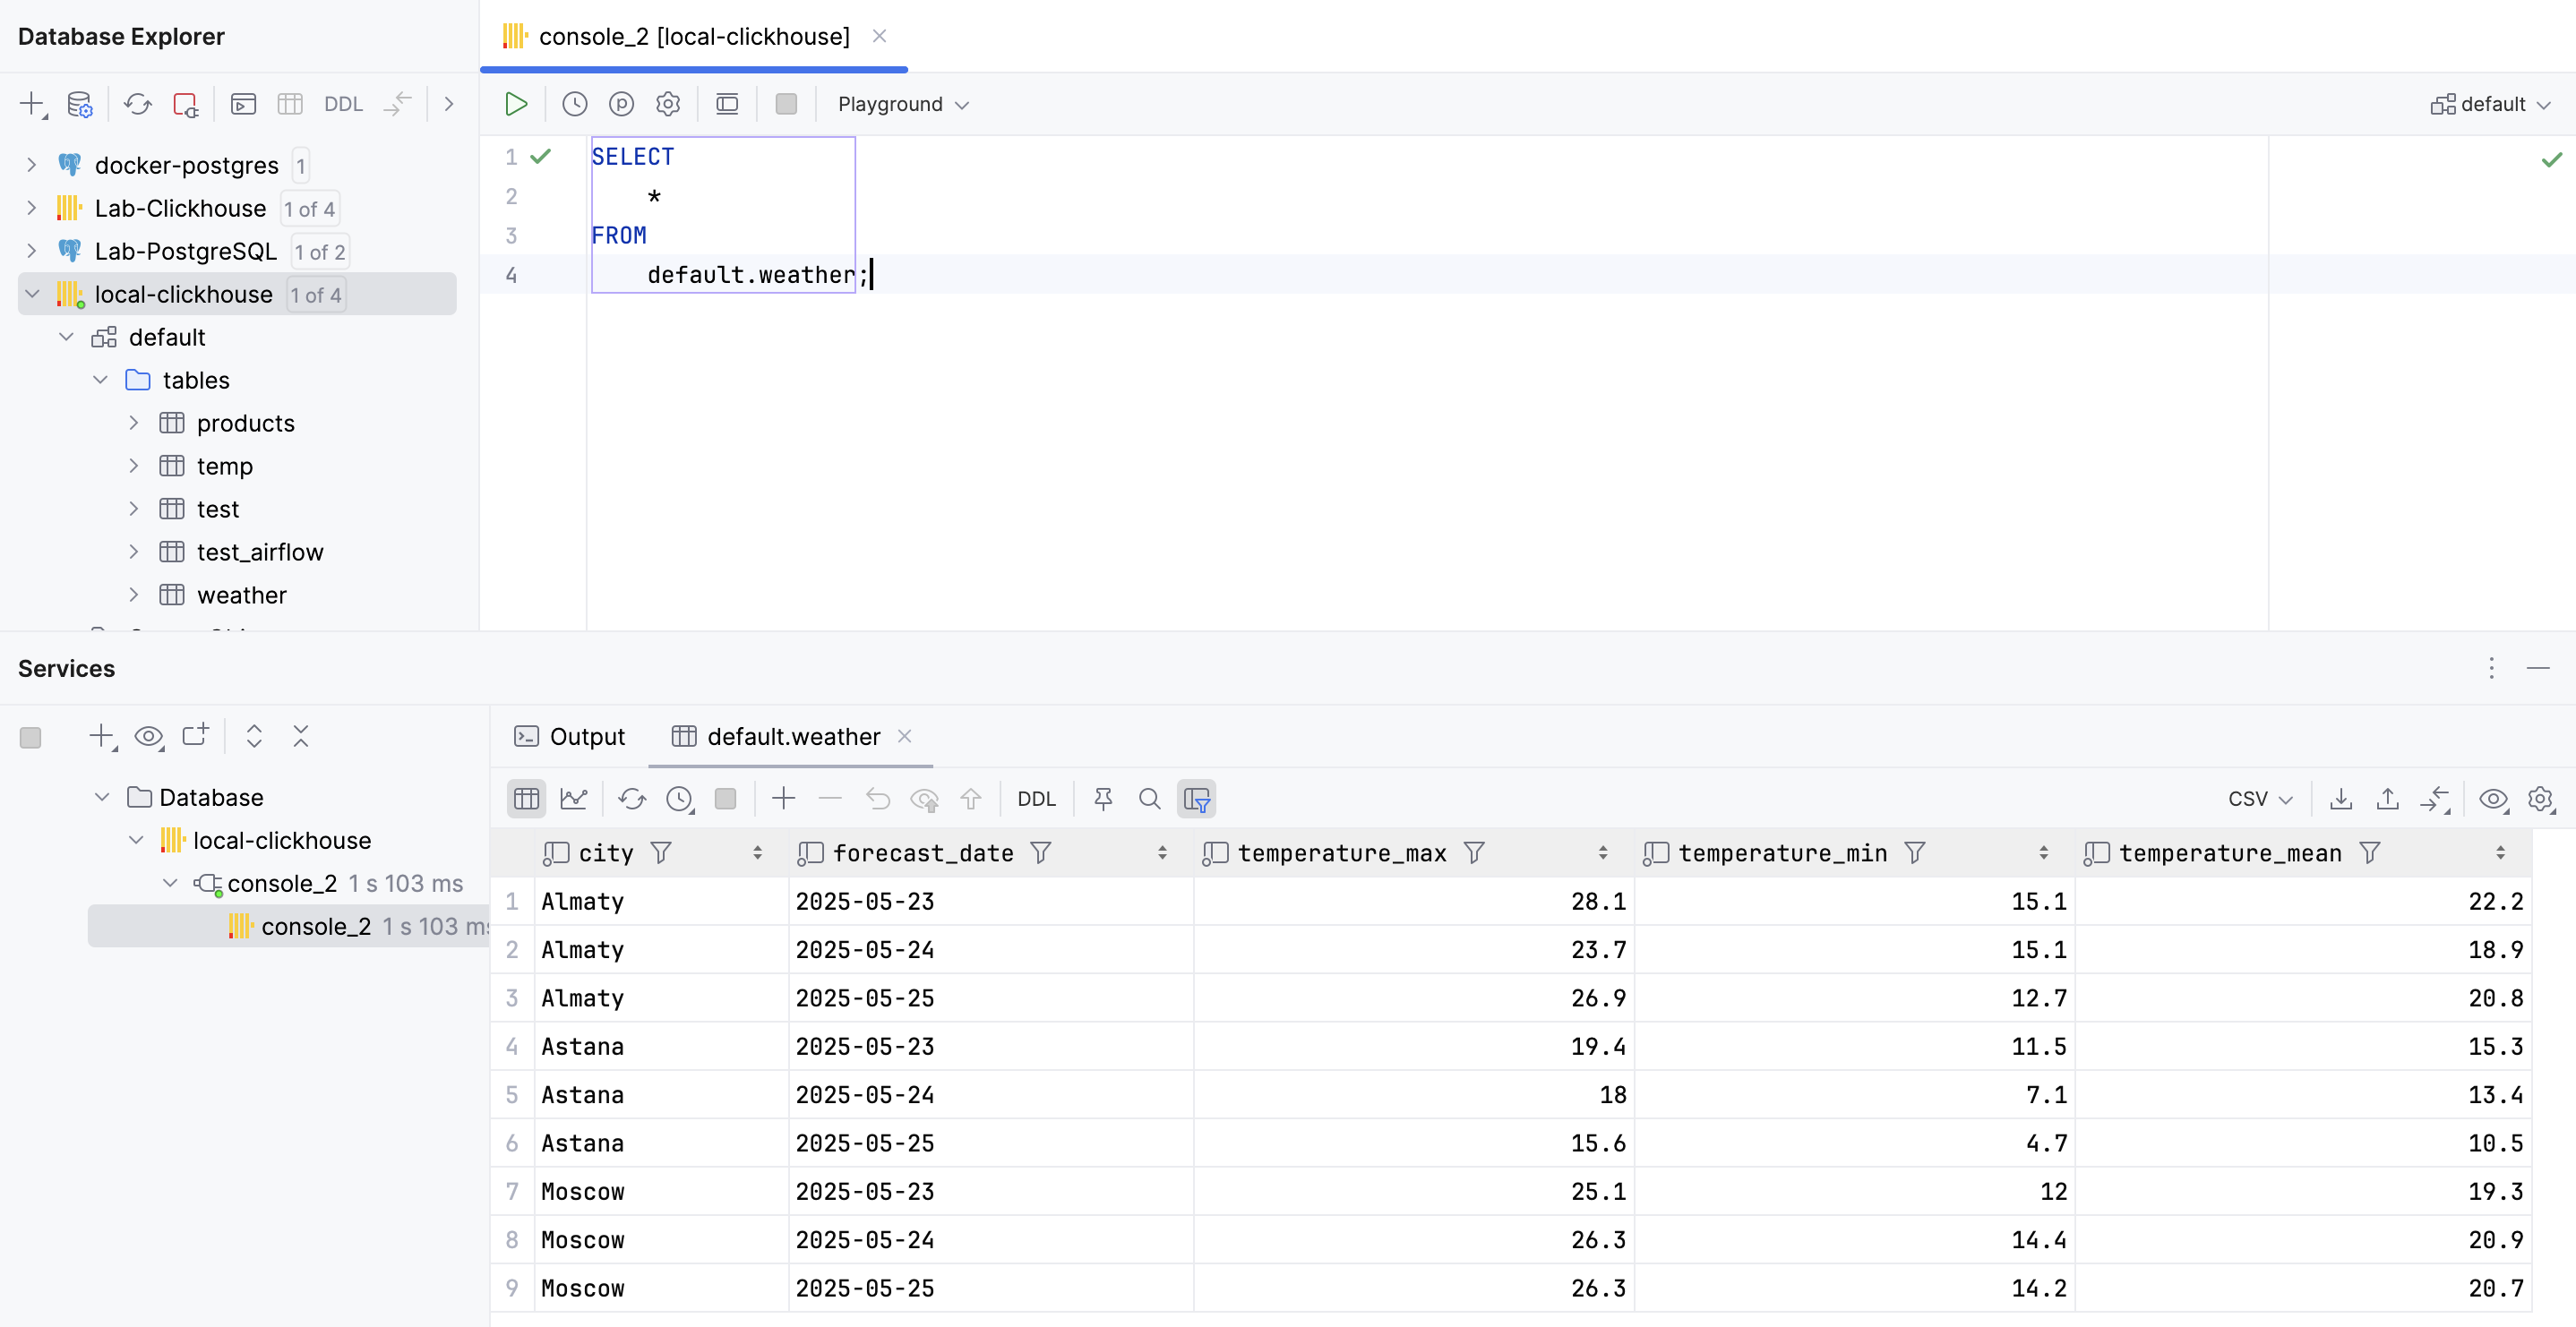 Database Explorer
console_2 [local-clickhouse]
DDL
Playground
default
docker-postgres 1
Lab-Clickhouse 1 of 4
Lab-PostgreSQL 1 of 2
local-clickhouse 1 of 4
default
tables
products
temp
test
test_airflow
weather
1 SELECT
2 *
3 FROM
4 default.weather;
Services
Database
local-clickhouse
console_2 1 s 103 ms
console_2 1 s 103 ms
Output
default.weather
DDL
CSV
city forecast_date temperature_max temperature_min temperature_mean
1 Almaty 2025-05-23 28.1 15.1 22.2
2 Almaty 2025-05-24 23.7 15.1 18.9
3 Almaty 2025-05-25 26.9 12.7 20.8
4 Astana 2025-05-23 19.4 11.5 15.3
5 Astana 2025-05-24 18 7.1 13.4
6 Astana 2025-05-25 15.6 4.7 10.5
7 Moscow 2025-05-23 25.1 12 19.3
8 Moscow 2025-05-24 26.3 14.4 20.9
9 Moscow 2025-05-25 26.3 14.2 20.7